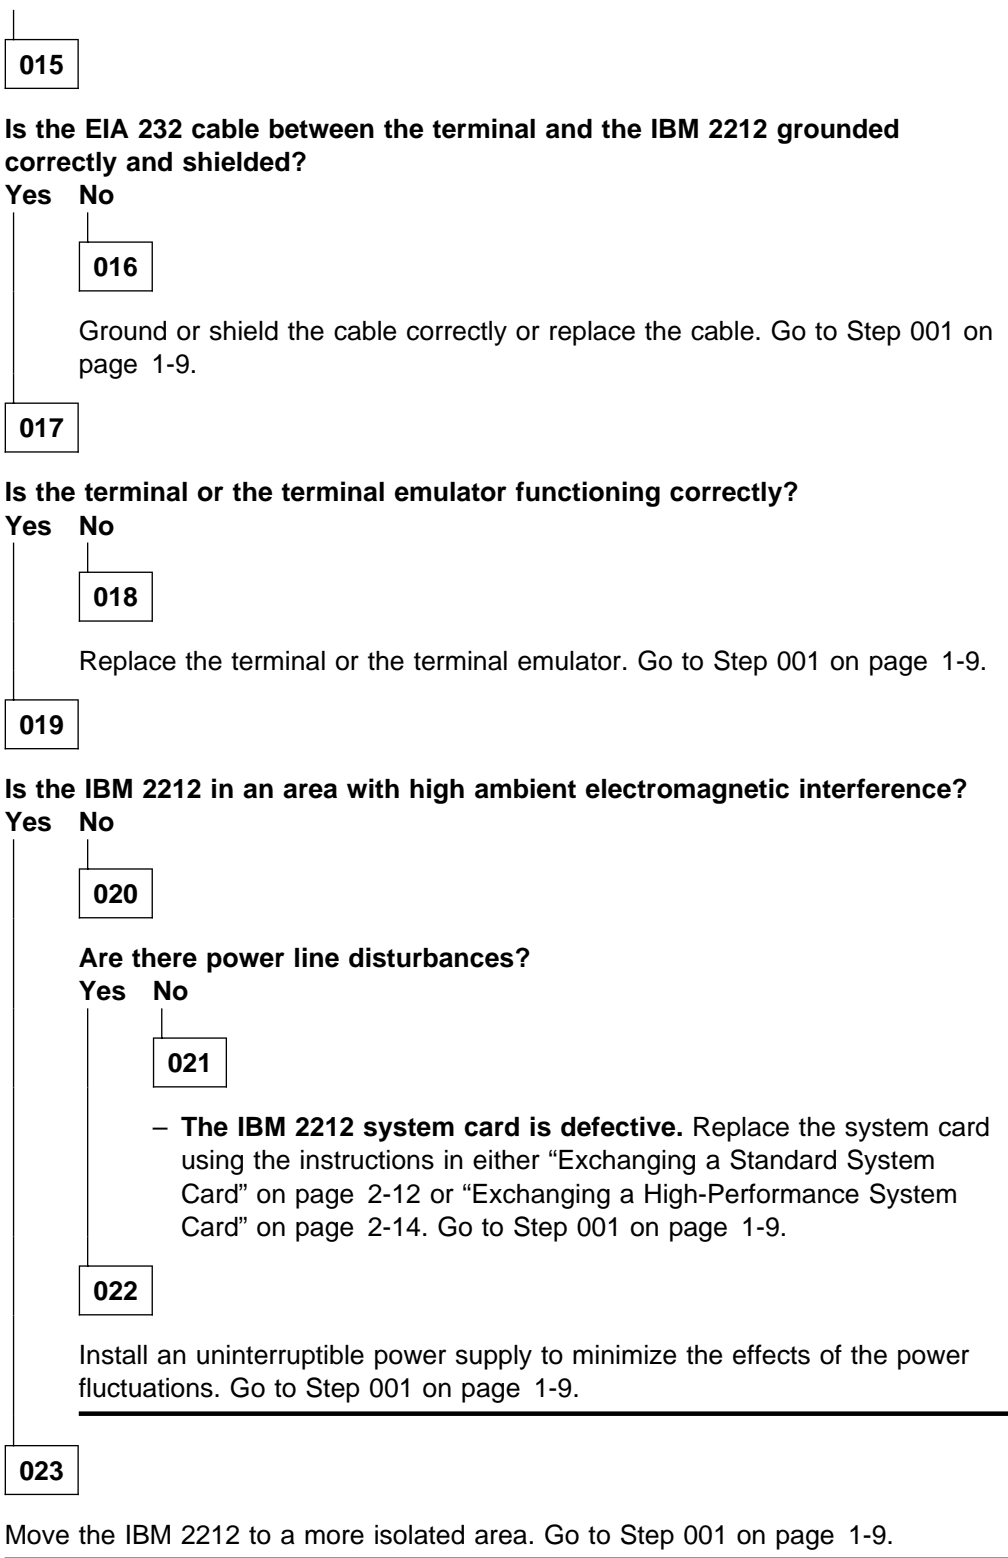 015
Is the EIA 232 cable between the terminal and the IBM 2212 grounded
correctly and shielded?
Yes No
016
Ground or shield the cable correctly or replace the cable. Go to Step 001 on
page 1-9.
017
Is the terminal or the terminal emulator functioning correctly?
Yes No
018
Replace the terminal or the terminal emulator. Go to Step 001 on page 1-9.
019
Is the IBM 2212 in an area with high ambient electromagnetic interference?
Yes No
020
Are there power line disturbances?
Yes No
021
– The IBM 2212 system card is defective. Replace the system card
using the instructions in either “Exchanging a Standard System
Card” on page 2-12 or “Exchanging a High-Performance System
Card” on page 2-14. Go to Step 001 on page 1-9.
022
Install an uninterruptible power supply to minimize the effects of the power
fluctuations. Go to Step 001 on page 1-9.
023
Move the IBM 2212 to a more isolated area. Go to Step 001 on page 1-9.